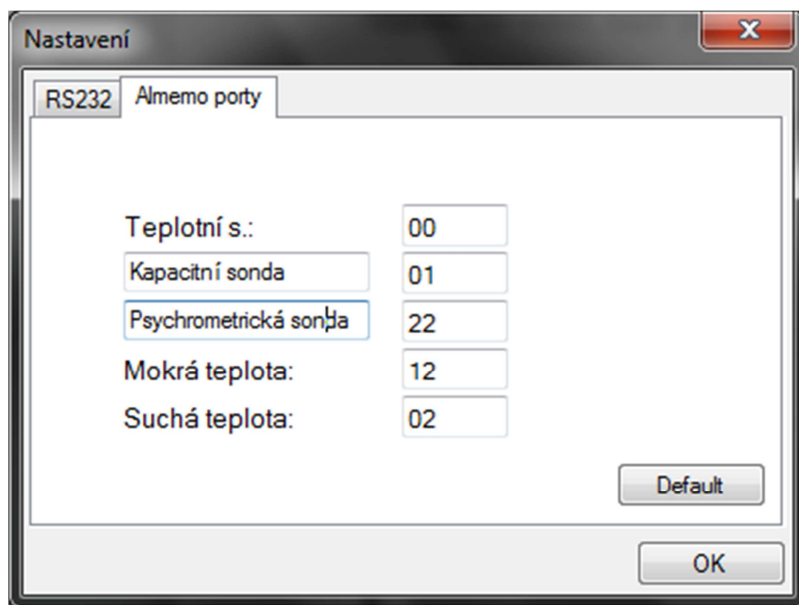 Nastavení
RS232 Almemo porty
Teplotní s.: 00
Kapacitní sonda 01
Psychrometrická sonda 22
Mokrá teplota: 12
Suchá teplota: 02
Default
OK